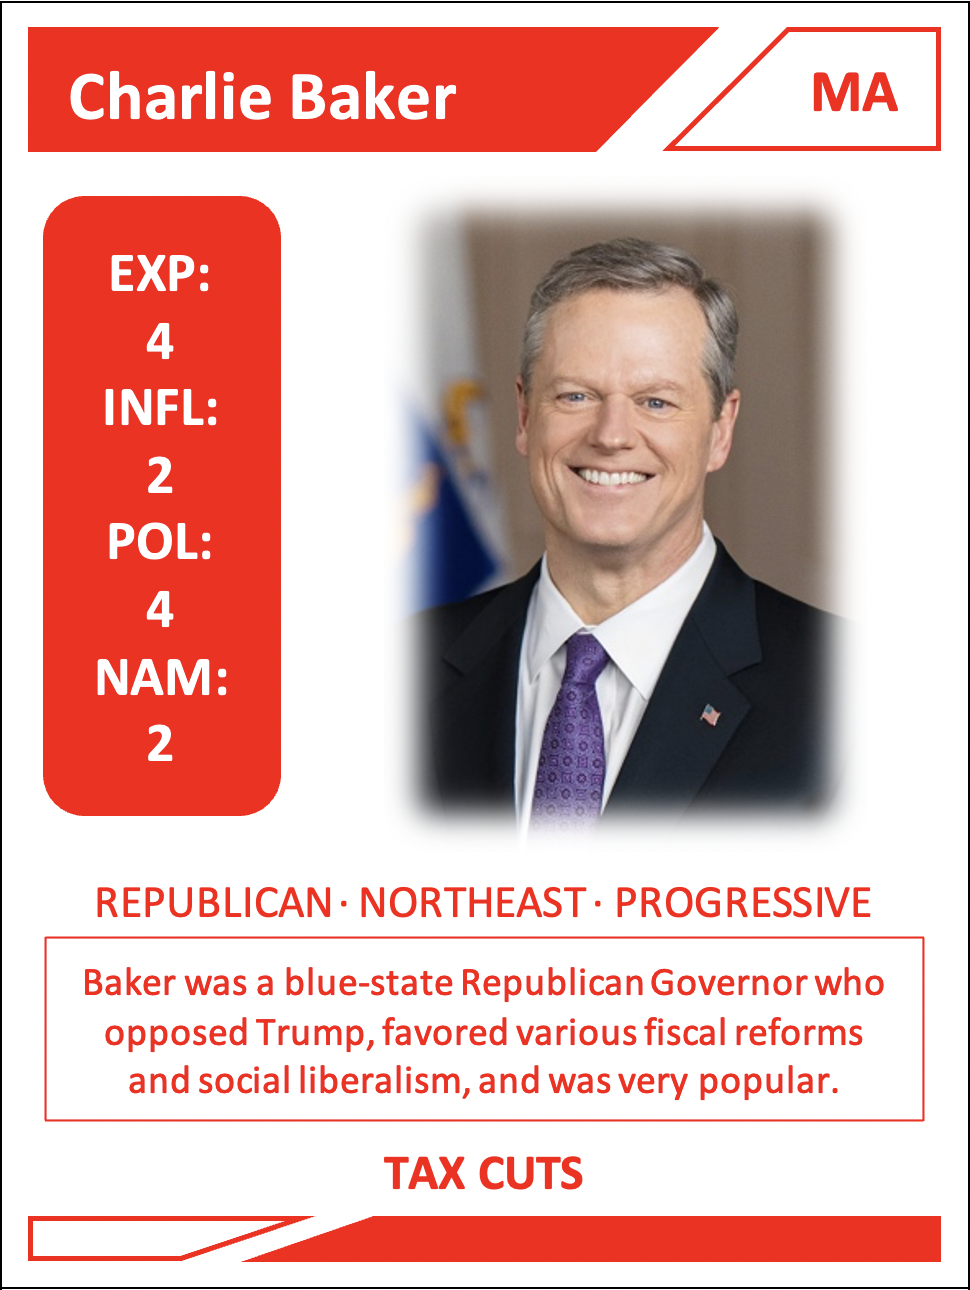 Charlie Baker
MA
EXP:
4
INFL:
2
POL:
4
NAM:
2
REPUBLICAN · NORTHEAST · PROGRESSIVE
Baker was a blue-state Republican Governor who
opposed Trump, favored various fiscal reforms
and social liberalism, and was very popular.
TAX CUTS